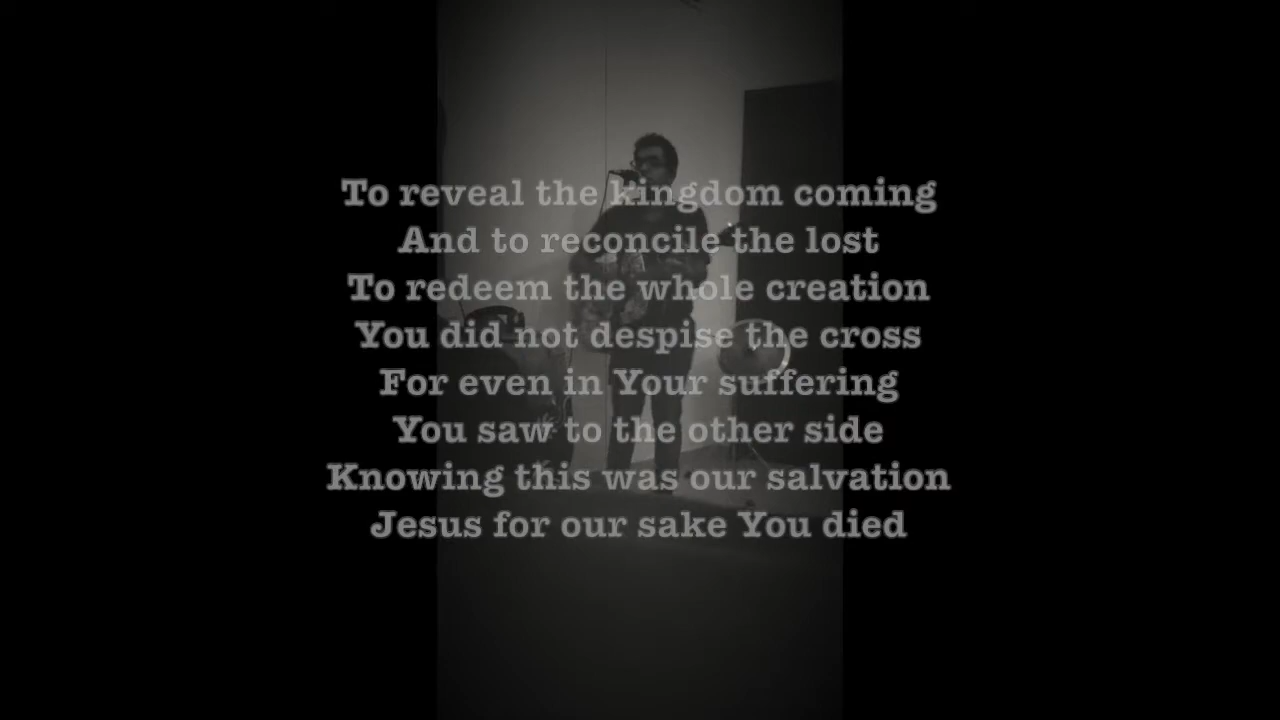 To reveal the kingdom coming
And to reconcile the lost
To redeem the whole creation
You did not despise the cross
For even in Your suffering
You saw to the other side
Knowing this was our salvation
Jesus for our sake You died